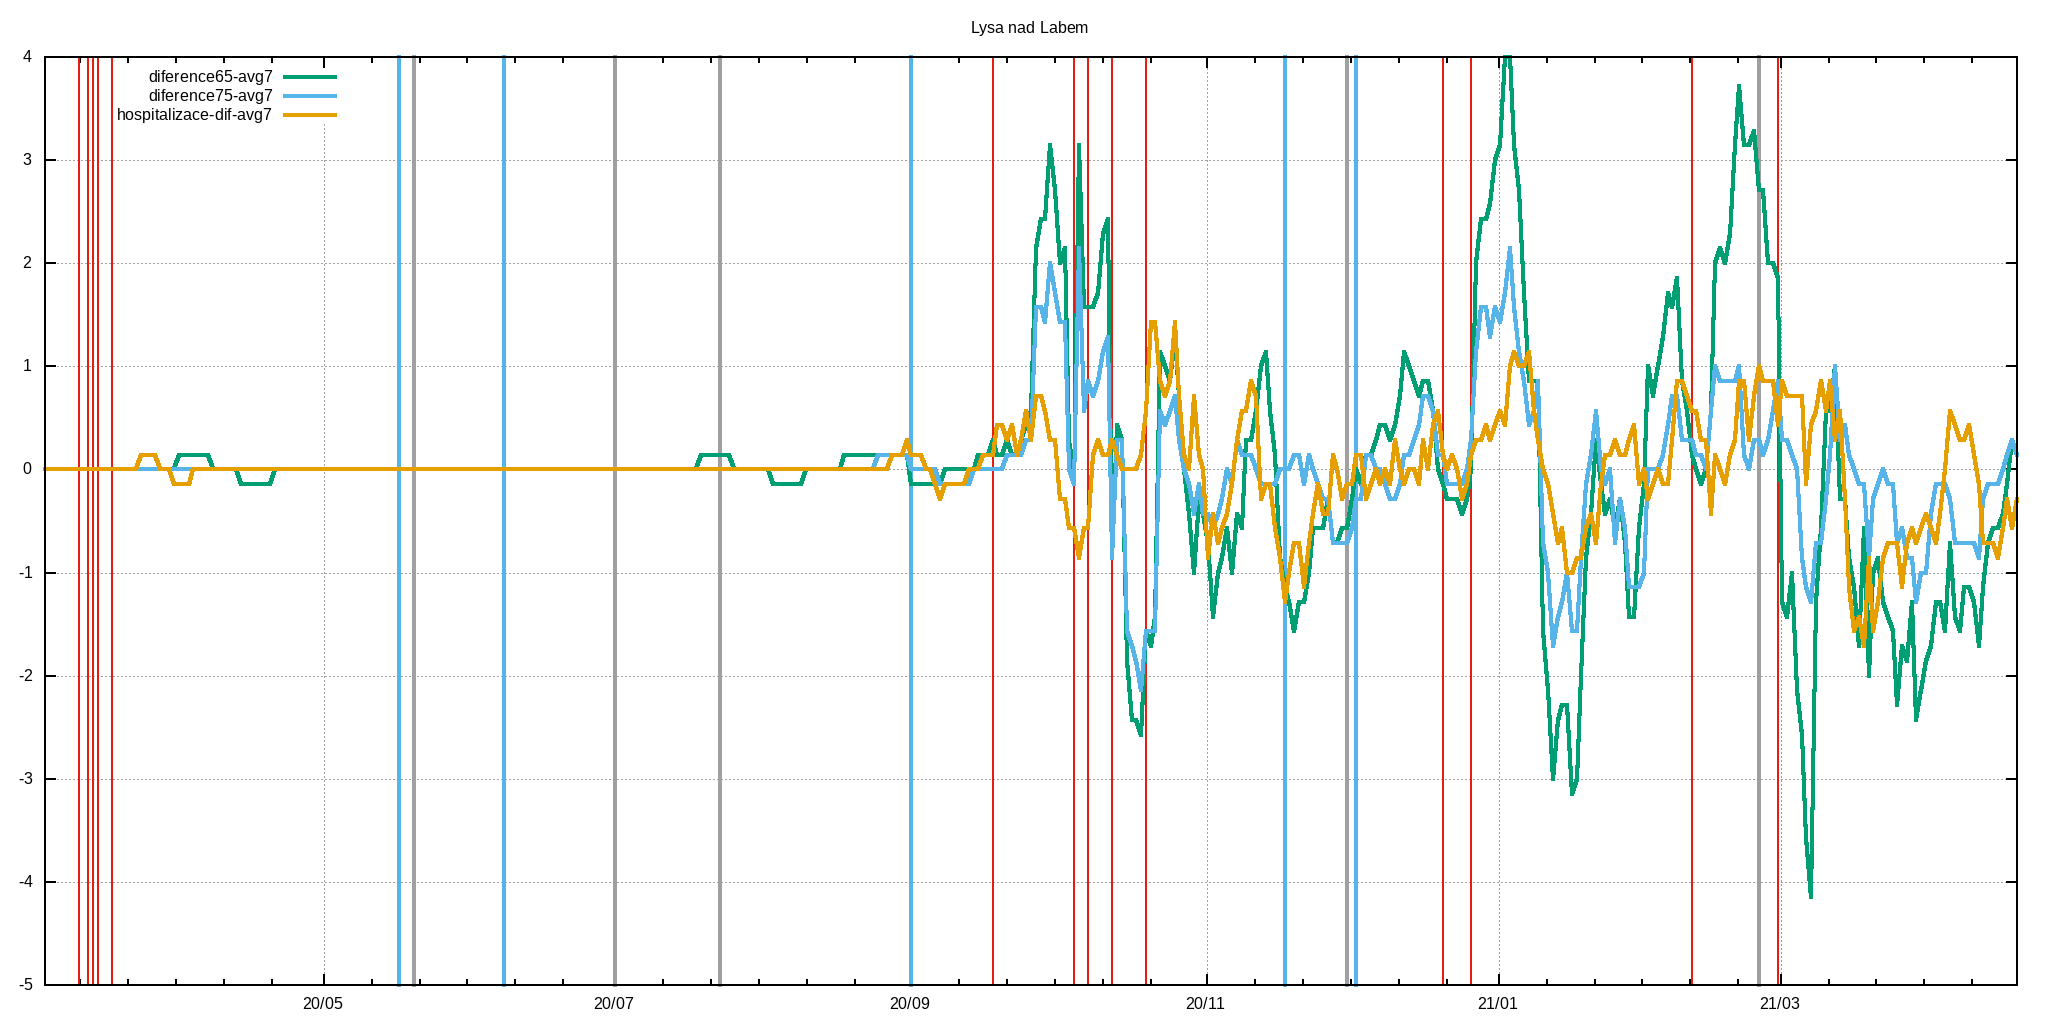 Lysa nad Labem
diference65-avg7
diference75-avg7
hospitalizace-dif-avg7
4
3
2
1
0
-1
-2
-3
-4
-5
20/05 20/07 20/09 20/11 21/01 21/03